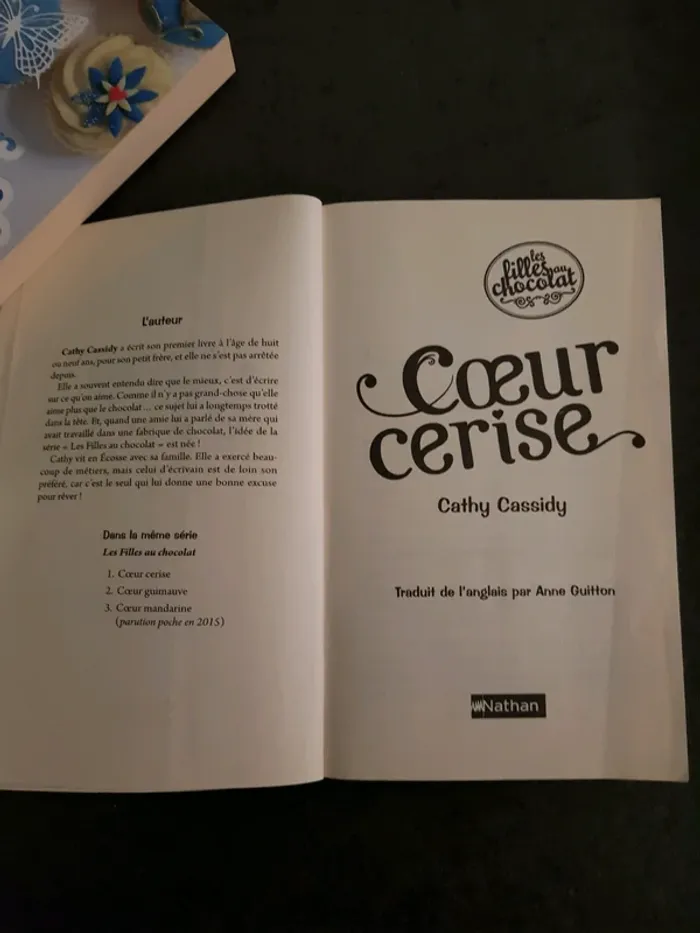 L'auteur
Cathy Cassidy a écrit son premier livre à l'âge de huit
ou neuf ans, pour son petit frère, et elle ne s'est pas arrêtée
depuis.
Elle a souvent entendu dire que le mieux, c'est d'écrire
sur ce qu'on aime. Comme il n'y a pas grand-chose qu'elle
aime plus que le chocolat… ce sujet lui a longtemps trotté
dans la tête. Et, quand une amie lui a parlé de sa mère qui
avait travaillé dans une fabrique de chocolat, l'idée de la
série « Les Filles au chocolat » est née !
Cathy vit en Écosse avec sa famille. Elle a exercé beau-
coup de métiers, mais celui d'écrivain est de loin son
préféré, car c'est le seul qui lui donne une bonne excuse
pour rêver !
Dans la même série
Les Filles au chocolat
1. Cœur cerise
2. Cœur guimauve
3. Cœur mandarine
(parution poche en 2015)
les
filles au
chocolat
Cœur
cerise
Cathy Cassidy
Traduit de l'anglais par Anne Guitton
Nathan